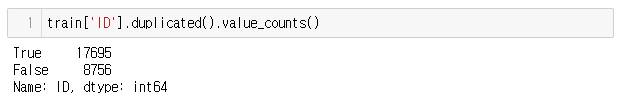 1 train['ID'].duplicated().value_counts()
True 17695
False 8756
Name: ID, dtype: int64